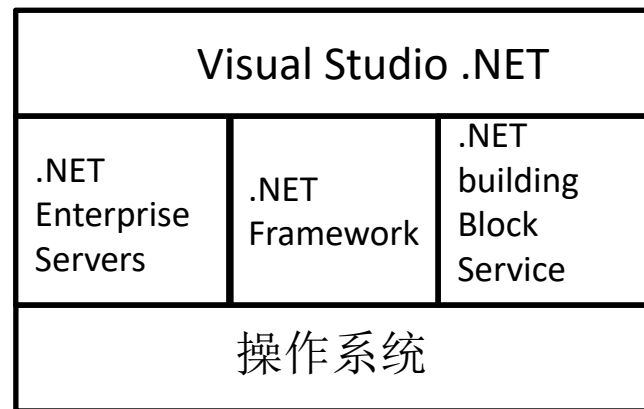 Visual Studio .NET
.NET
Enterprise
Servers
.NET
Framework
.NET
building
Block
Service
操作系统